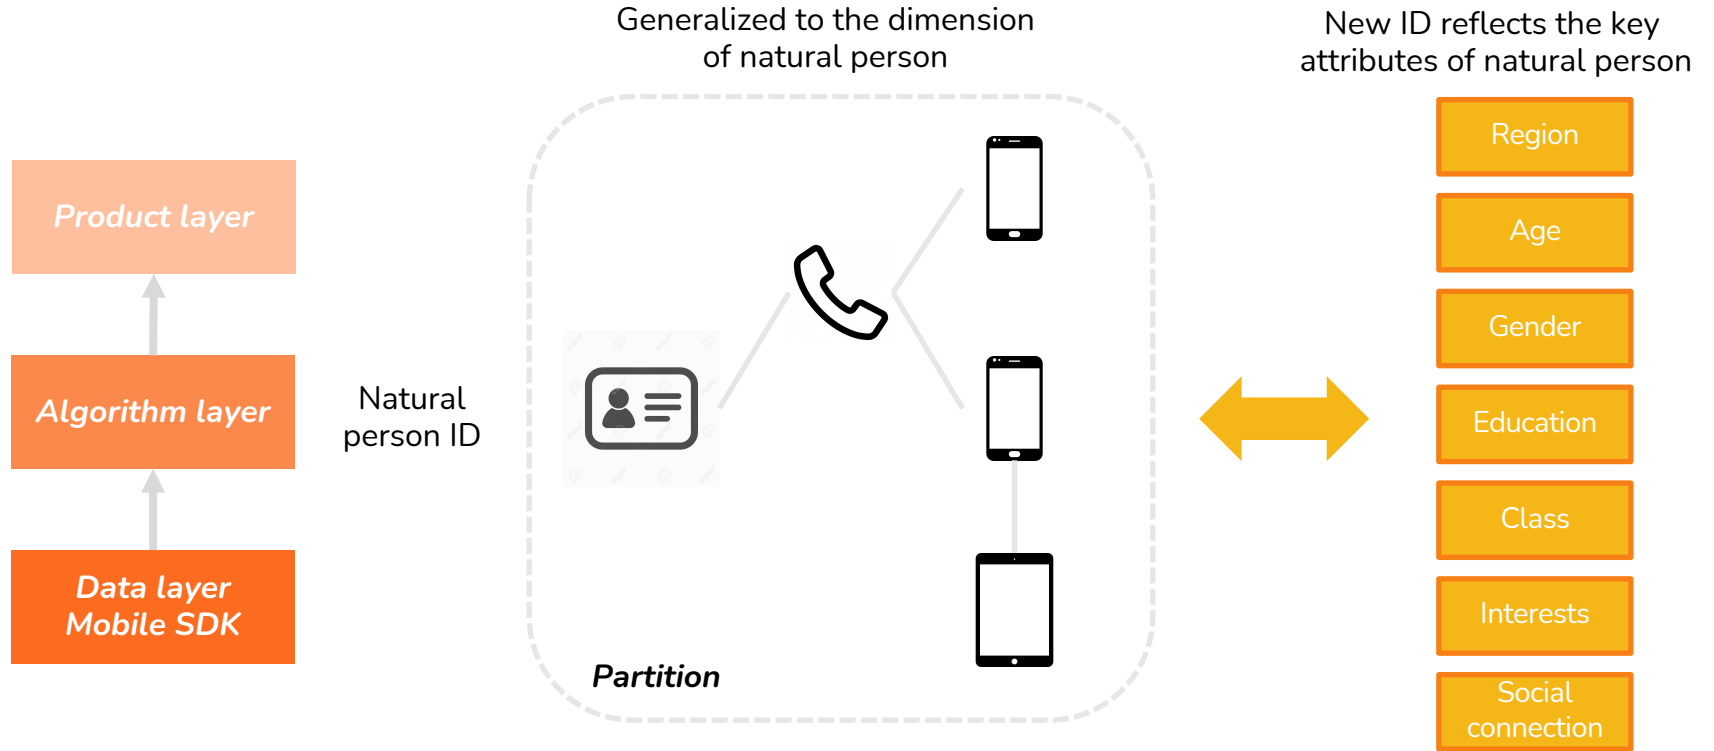 Generalized to the dimension
of natural person
New ID reflects the key
attributes of natural person
Product layer
Algorithm layer
Data layer
Mobile SDK
Natural
person ID
Partition
Region
Age
Gender
Education
Class
Interests
Social
connection